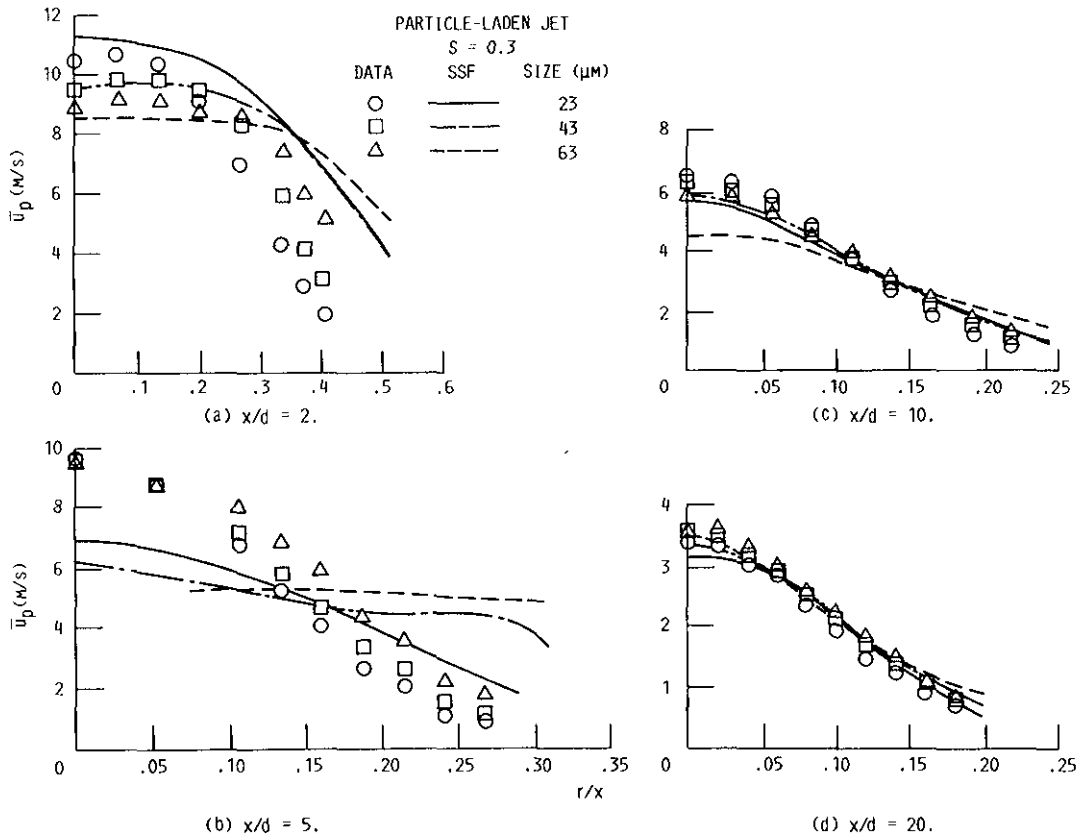 PARTICLE-LADEN JET
S = 0.3
DATA SSF SIZE (µM)
23
43
63
12
10
8
6
4
2
0
ū_p (M/S)
.1 .2 .3 .4 .5 .6
(a) x/d = 2.
8
6
4
2
0
.05 .10 .15 .20 .25
(c) x/d = 10.
10
8
6
4
2
0
ū_p (M/S)
.05 .10 .15 .20 .25 .30 .35
r/x
(b) x/d = 5.
4
3
2
1
0
.05 .10 .15 .20 .25
(d) x/d = 20.